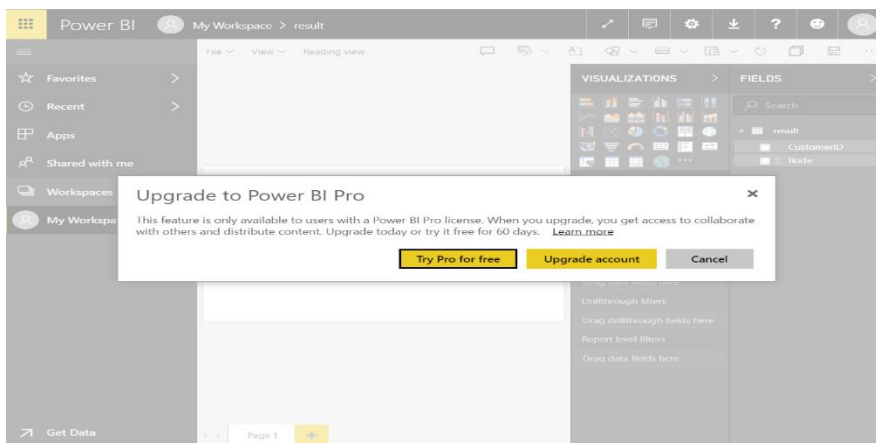 Power BI
My Workspace > result
File View Reading view
Favorites
Recent
Apps
Shared with me
Workspaces
My Workspa
Get Data
VISUALIZATIONS
FIELDS
Search
result
CustomerID
Upgrade to Power BI Pro
This feature is only available to users with a Power BI Pro license. When you upgrade, you get access to collaborate
with others and distribute content. Upgrade today or try it free for 60 days. Learn more
Try Pro for free Upgrade account Cancel
Drag data fields here
Drillthrough filters
Drag drillthrough fields here
Report level filters
Drag data fields here
Page 1